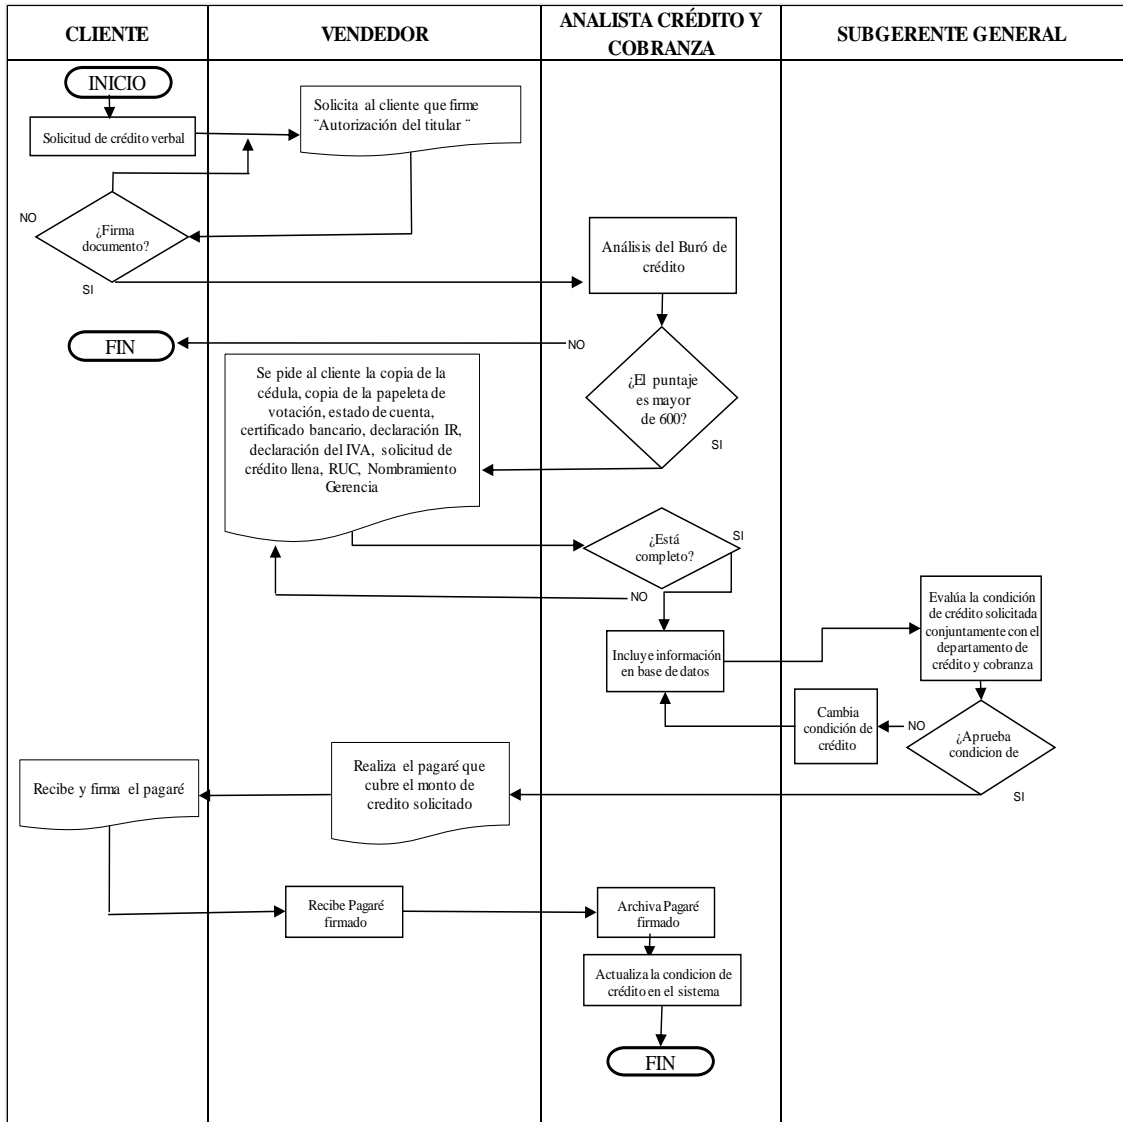 CLIENTE
VENDEDOR
ANALISTA CRÉDITO Y
COBRANZA
SUBGERENTE GENERAL
INICIO
Solicitud de crédito verbal
Solicita al cliente que firme
¨Autorización del titular ¨
NO
¿Firma
documento?
SI
Análisis del Buró de
crédito
FIN
NO
¿El puntaje
es mayor
de 600?
SI
Se pide al cliente la copia de la
cédula, copia de la papeleta de
votación, estado de cuenta,
certificado bancario, declaración IR,
declaración del IVA, solicitud de
crédito llena, RUC, Nombramiento
Gerencia
¿Está
completo?
SI
NO
Incluye información
en base de datos
Evalúa la condición
de crédito solicitada
conjuntamente con el
departamento de
crédito y cobranza
Cambia
condición de
crédito
NO
¿Aprueba
condicion de
SI
Realiza el pagaré que
cubre el monto de
credito solicitado
Recibe y firma el pagaré
Recibe Pagaré
firmado
Archiva Pagaré
firmado
Actualiza la condicion de
crédito en el sistema
FIN